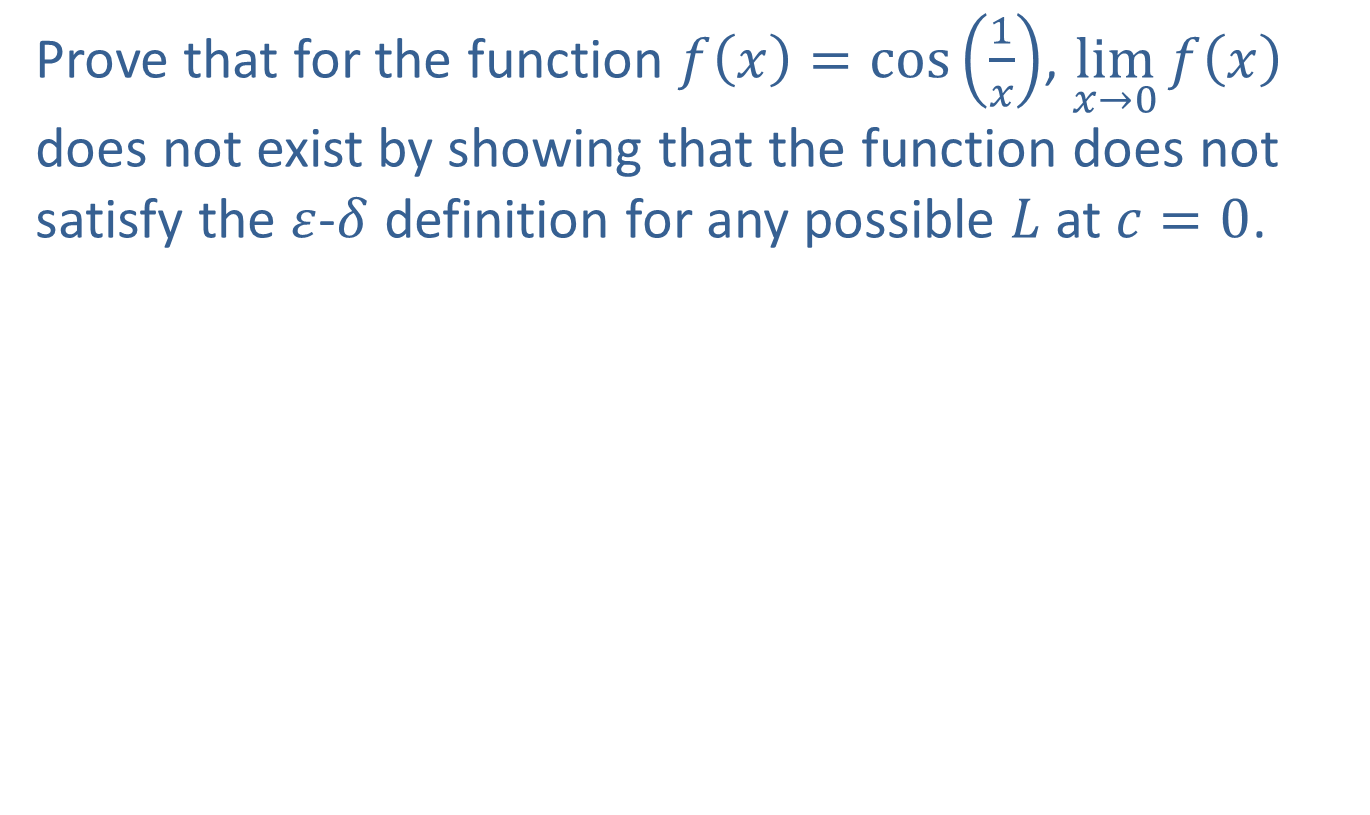 Prove that for the function 𝑓(𝑥) = cos(1/𝑥), lim 𝑥→0 𝑓(𝑥)
does not exist by showing that the function does not
satisfy the 𝜀-𝛿 definition for any possible 𝐿 at 𝑐 = 0.